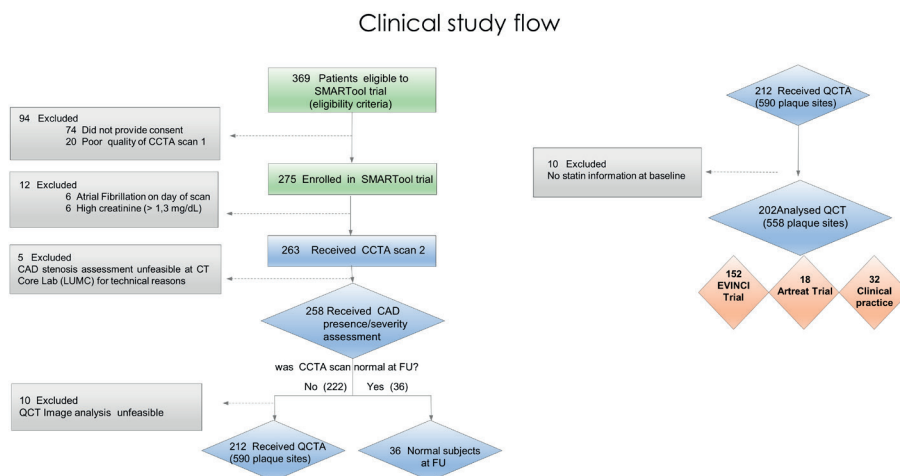 Clinical study flow
369 Patients eligible to
SMARTool trial
(eligibility criteria)
94 Excluded
74 Did not provide consent
20 Poor quality of CCTA scan 1
275 Enrolled in SMARTool trial
12 Excluded
6 Atrial Fibrillation on day of scan
6 High creatinine (> 1,3 mg/dL)
263 Received CCTA scan 2
5 Excluded
CAD stenosis assessment unfeasible at CT
Core Lab (LUMC) for technical reasons
258 Received CAD
presence/severity
assessment
was CCTA scan normal at FU?
No (222) Yes (36)
10 Excluded
QCT Image analysis unfeasible
212 Received QCTA
(590 plaque sites)
36 Normal subjects
at FU
212 Received QCTA
(590 plaque sites)
10 Excluded
No statin information at baseline
202Analysed QCT
(558 plaque sites)
152
EVINCI
Trial
18
Artreat Trial
32
Clinical
practice